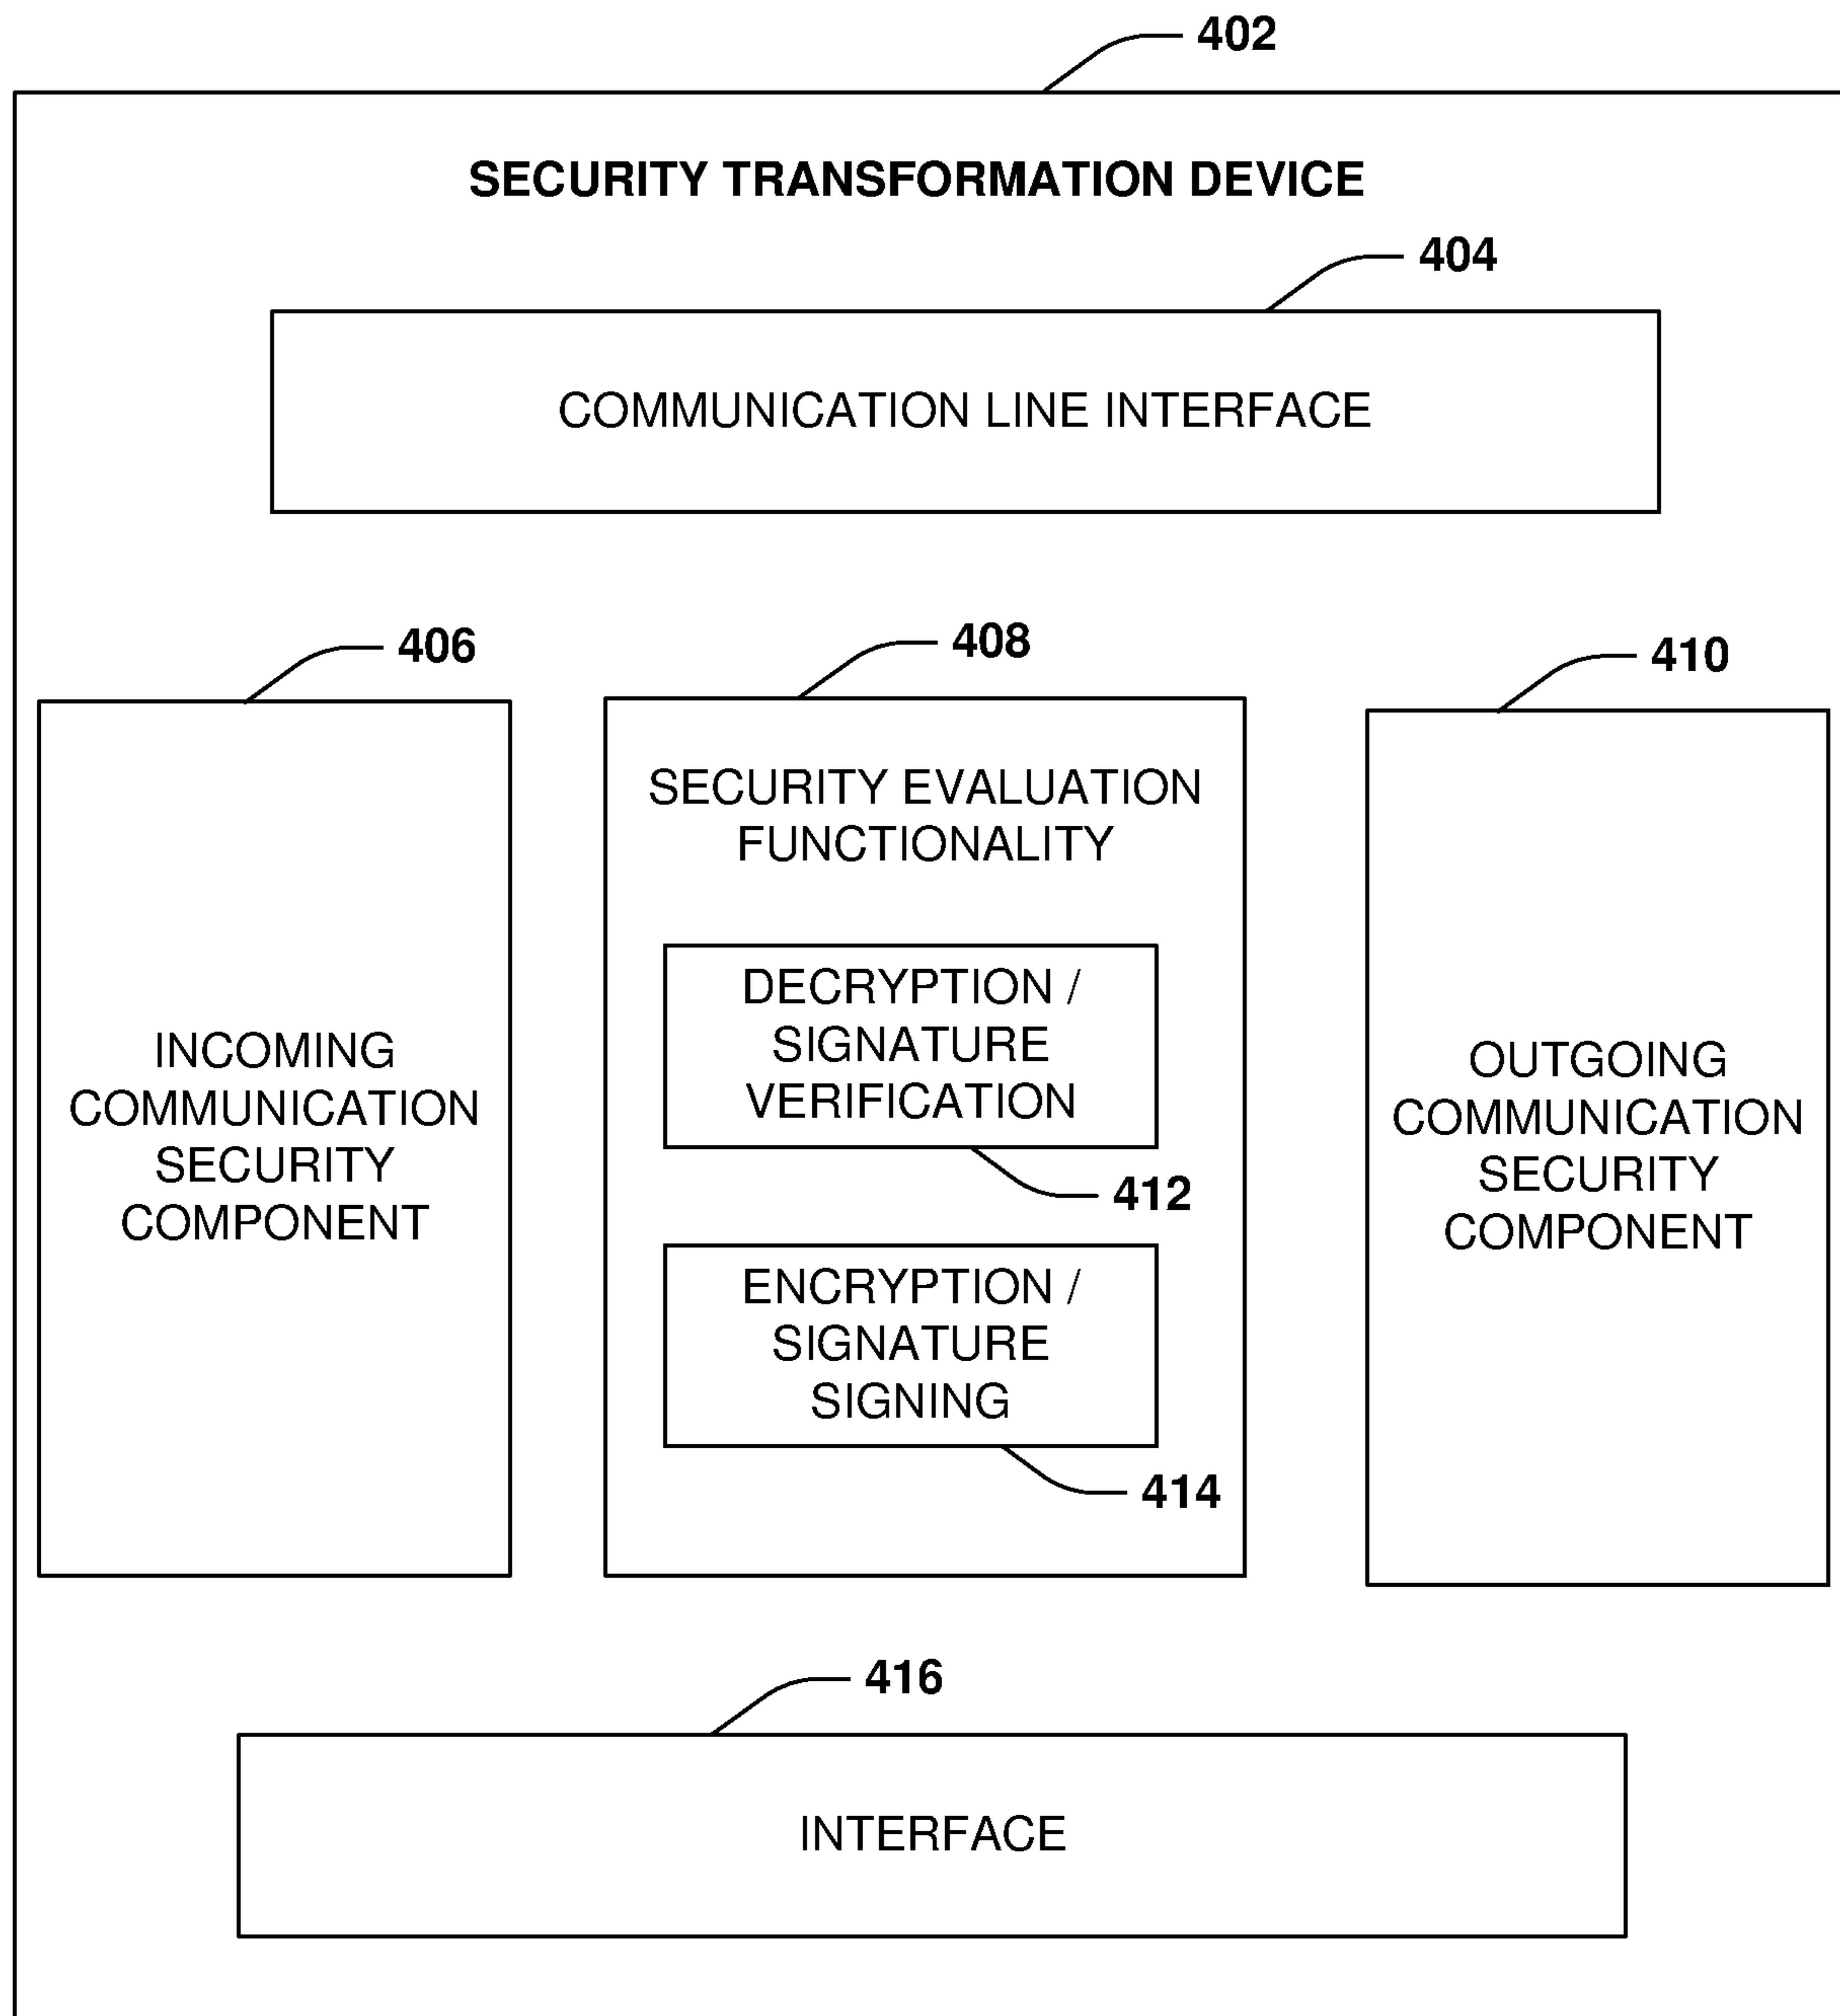 402
SECURITY TRANSFORMATION DEVICE
404
COMMUNICATION LINE INTERFACE
406
INCOMING
COMMUNICATION
SECURITY
COMPONENT
408
SECURITY EVALUATION
FUNCTIONALITY
DECRYPTION /
SIGNATURE
VERIFICATION
412
ENCRYPTION /
SIGNATURE
SIGNING
414
410
OUTGOING
COMMUNICATION
SECURITY
COMPONENT
416
INTERFACE